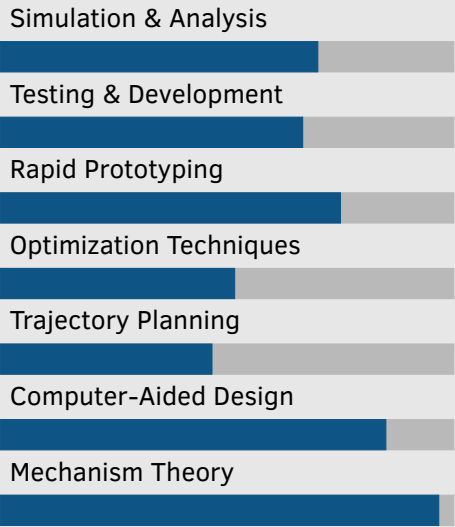 Simulation & Analysis
Testing & Development
Rapid Prototyping
Optimization Techniques
Trajectory Planning
Computer-Aided Design
Mechanism Theory